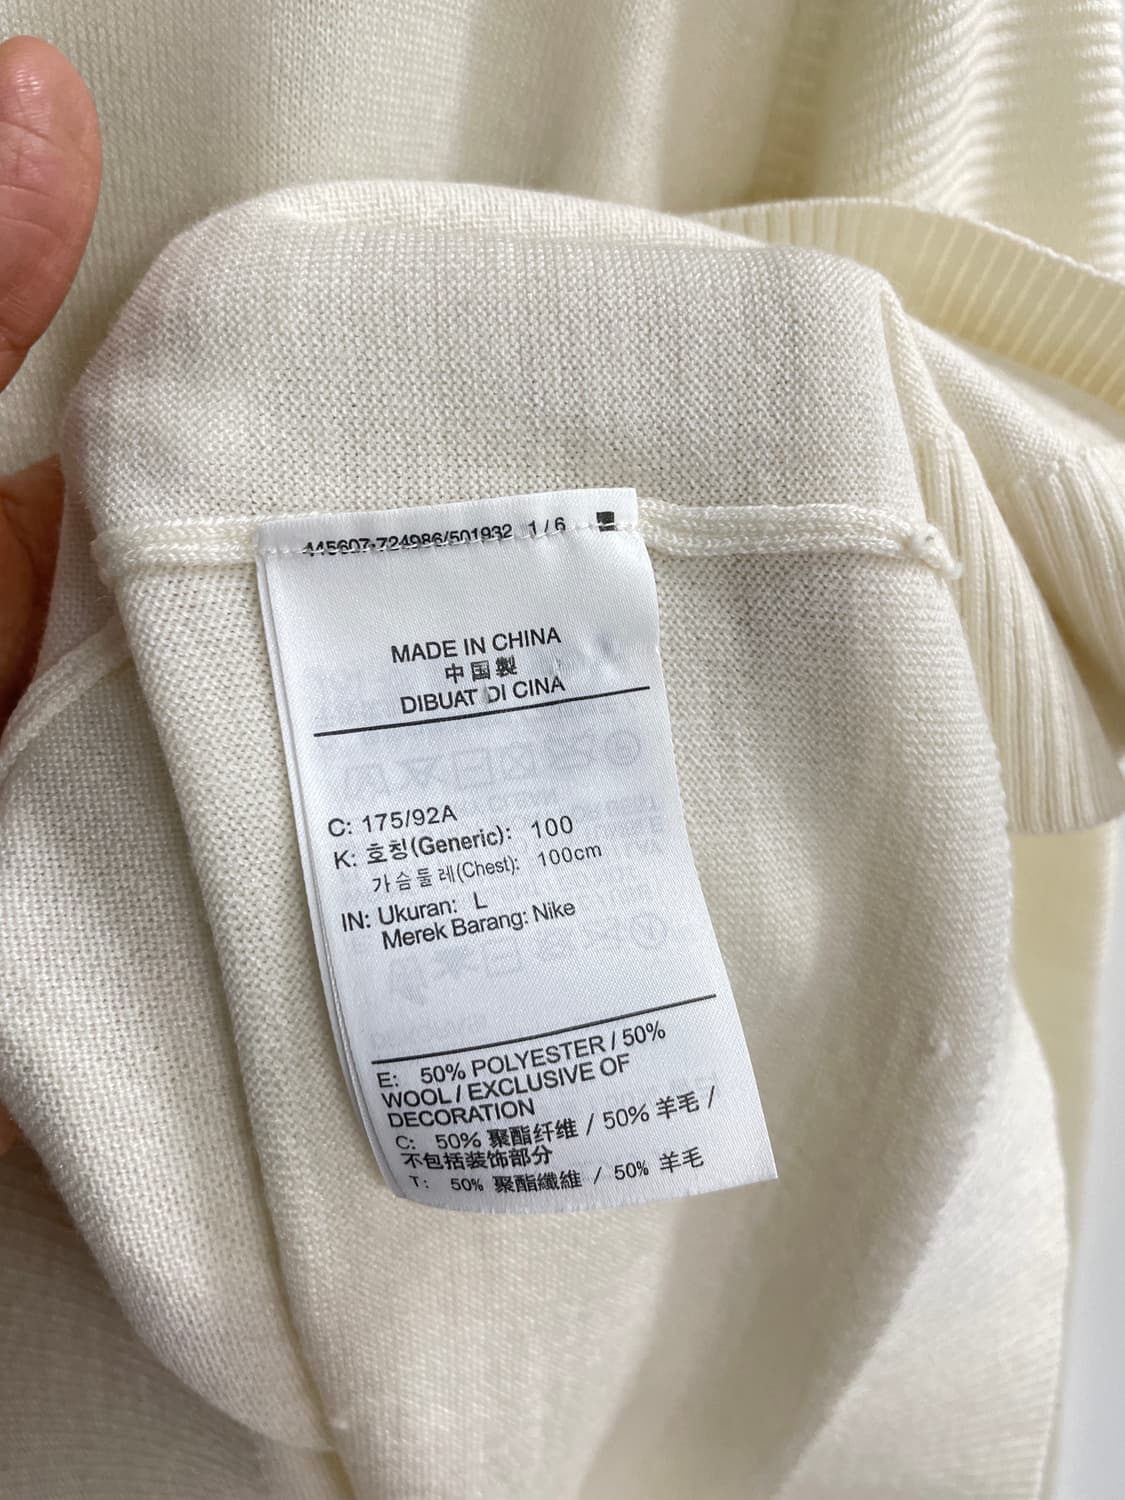 445607-724986/501932 1 / 6
MADE IN CHINA
中国製
DIBUAT DI CINA
C: 175/92A
K: 호칭(Generic): 100
가슴둘레(Chest): 100cm
IN: Ukuran: L
Merek Barang: Nike
E: 50% POLYESTER / 50%
WOOL / EXCLUSIVE OF
DECORATION
C: 50% 聚酯纤维 / 50% 羊毛 /
不包括装饰部分
T: 50% 聚酯纖維 / 50% 羊毛